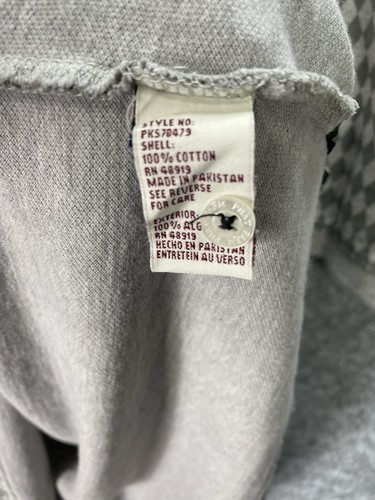 STYLE NO:
PKS78479
SHELL:
100% COTTON
RN 48919
MADE IN PAKISTAN
SEE REVERSE
FOR CARE
EXTERIOR:
100% ALG
RN 48919
HECHO EN PAKISTAN
ENTRETEIN AU VERSO